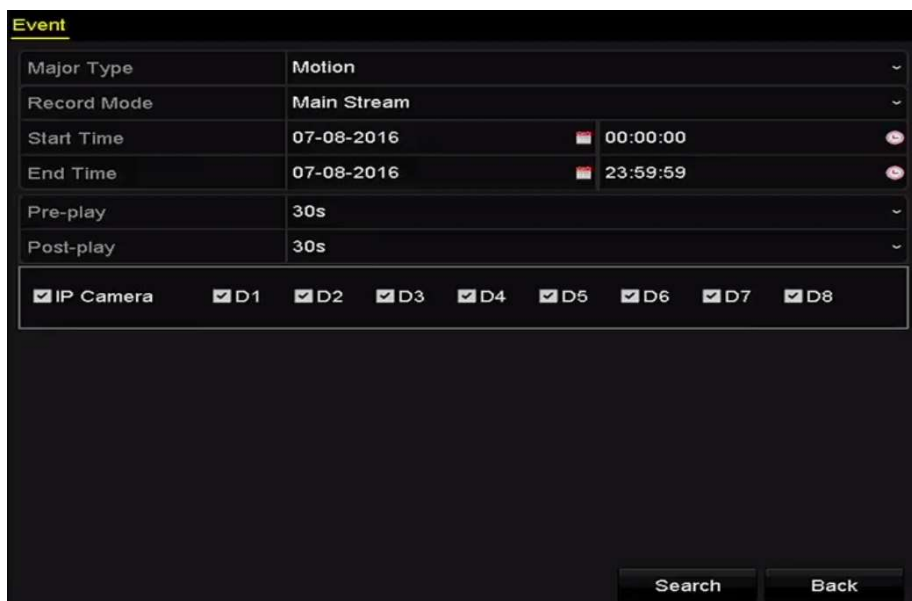 Event
Major Type Motion
Record Mode Main Stream
Start Time 07-08-2016 00:00:00
End Time 07-08-2016 23:59:59
Pre-play 30s
Post-play 30s
IP Camera D1 D2 D3 D4 D5 D6 D7 D8
Search Back